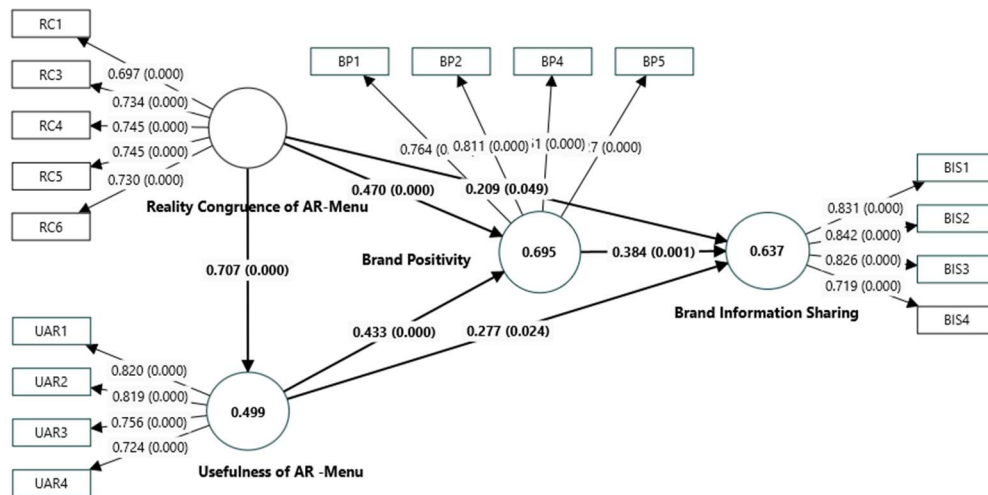 RC1
RC3
RC4
RC5
RC6
0.697 (0.000)
0.734 (0.000)
0.745 (0.000)
0.745 (0.000)
0.730 (0.000)
Reality Congruence of AR-Menu
BP1
BP2
BP4
BP5
0.764 (0.
0.811 (0.000)
1 (0.000)
7 (0.000)
0.470 (0.000)
0.209 (0.049)
0.707 (0.000)
Brand Positivity
0.695
0.384 (0.001)
0.637
Brand Information Sharing
BIS1
BIS2
BIS3
BIS4
0.831 (0.000)
0.842 (0.000)
0.826 (0.000)
0.719 (0.000)
0.433 (0.000)
0.277 (0.024)
UAR1
UAR2
UAR3
UAR4
0.820 (0.000)
0.819 (0.000)
0.756 (0.000)
0.724 (0.000)
0.499
Usefulness of AR -Menu